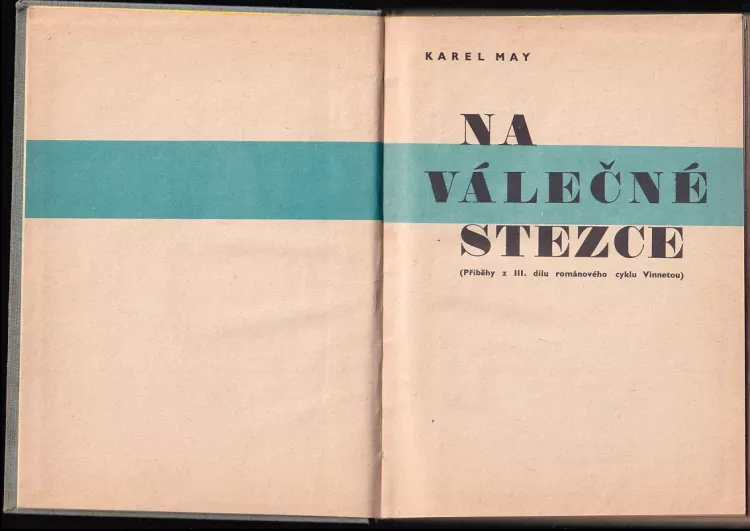 KAREL MAY
NA
VÁLEČNÉ
STEZCE
(Příběhy z III. dílu románového cyklu Vinnetou)